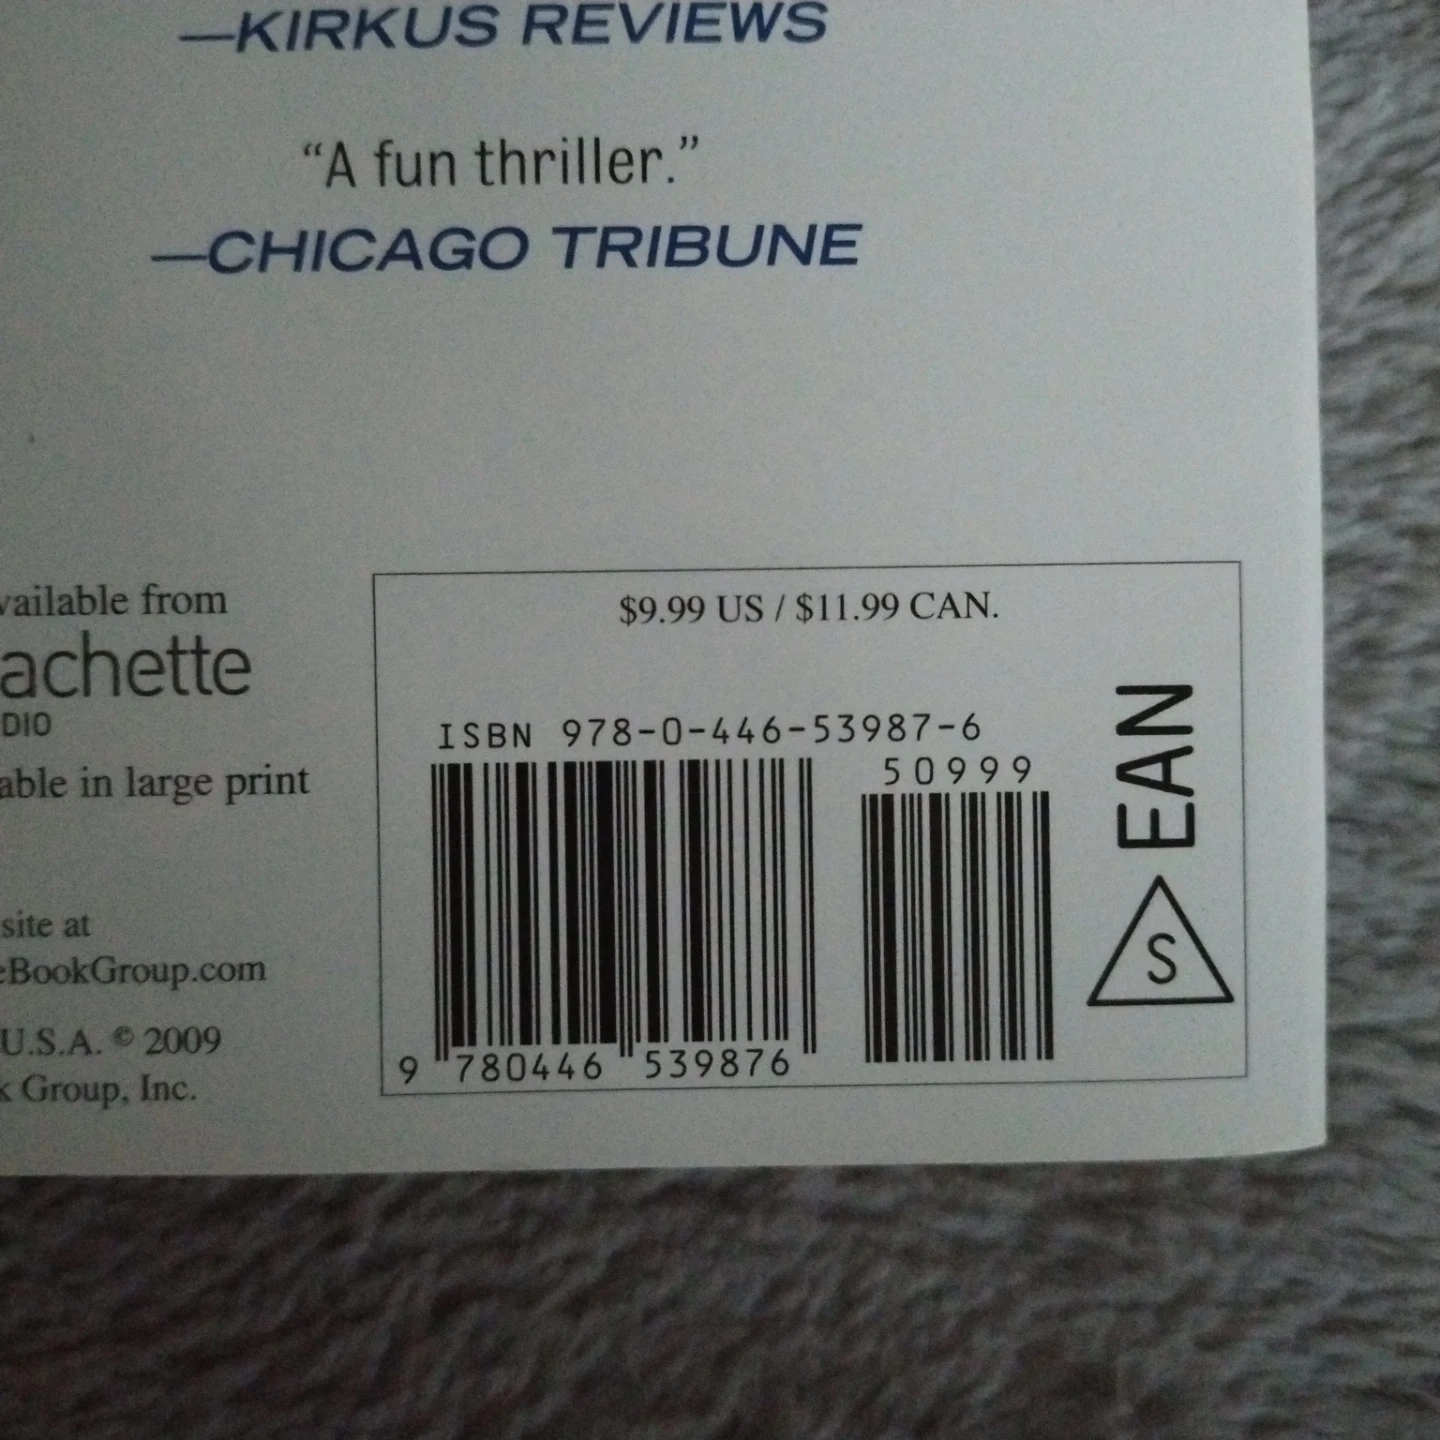 —KIRKUS REVIEWS
“A fun thriller.”
—CHICAGO TRIBUNE
vailable from
achette
DIO
able in large print
site at
eBookGroup.com
U.S.A. © 2009
k Group, Inc.
$9.99 US / $11.99 CAN.
ISBN 978-0-446-53987-6
50999
9 780446 539876
EAN
S